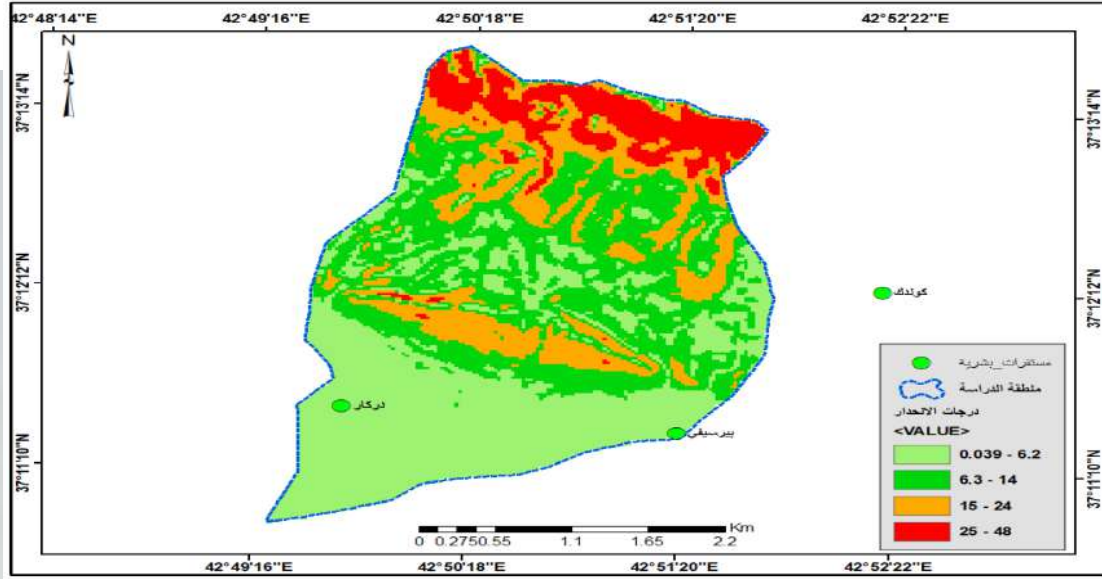 42°48'14"E 42°49'16"E 42°50'18"E 42°51'20"E 42°52'22"E
N
37°13'14"N
37°13'14"N
37°12'12"N
37°12'12"N
كولدك
دركار
بيرسيفي
37°11'10"N
37°11'10"N
مستقرات_بشرية
منطقة الدراسة
درجات الانحدار
<VALUE>
0.039 - 6.2
6.3 - 14
15 - 24
25 - 48
Km
0 0.275 0.55 1.1 1.65 2.2
42°49'16"E 42°50'18"E 42°51'20"E 42°52'22"E